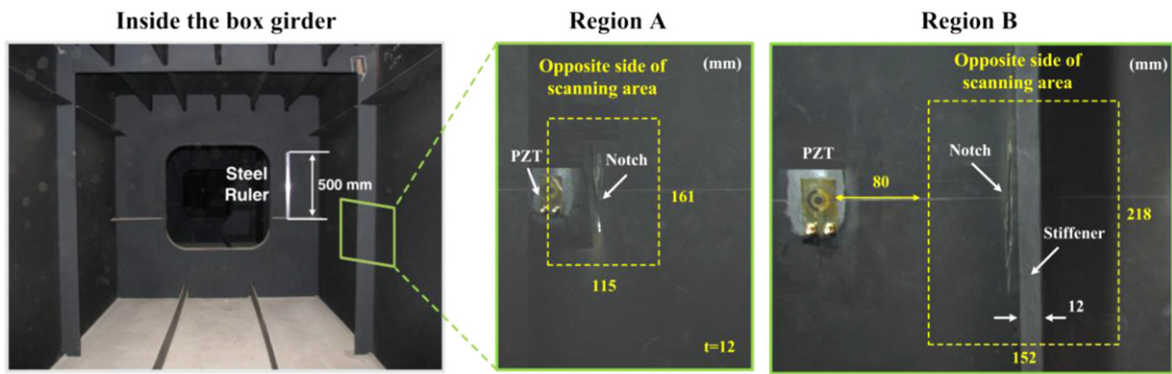 Inside the box girder
Steel
Ruler
500 mm
Region A
Opposite side of
scanning area
(mm)
PZT
Notch
161
115
t=12
Region B
Opposite side of
scanning area
(mm)
PZT
Notch
80
218
Stiffener
12
152